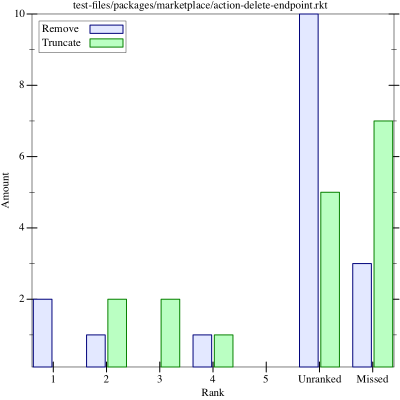 test-files/packages/marketplace/action-delete-endpoint.rkt
Remove
Truncate
10
8
6
4
2
Amount
1 2 3 4 5 Unranked Missed
Rank